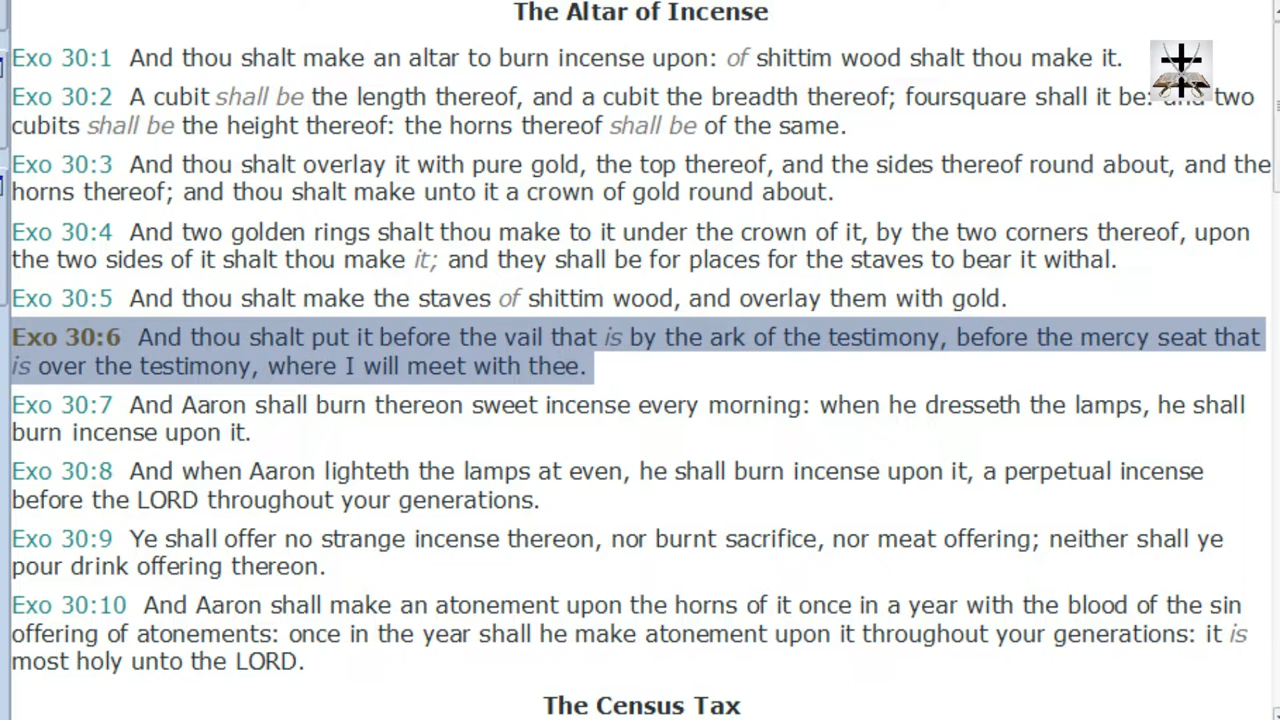 The Altar of Incense
Exo 30:1 And thou shalt make an altar to burn incense upon: of shittim wood shalt thou make it.
Exo 30:2 A cubit shall be the length thereof, and a cubit the breadth thereof; foursquare shall it be: and two
cubits shall be the height thereof: the horns thereof shall be of the same.
Exo 30:3 And thou shalt overlay it with pure gold, the top thereof, and the sides thereof round about, and the
horns thereof; and thou shalt make unto it a crown of gold round about.
Exo 30:4 And two golden rings shalt thou make to it under the crown of it, by the two corners thereof, upon
the two sides of it shalt thou make it; and they shall be for places for the staves to bear it withal.
Exo 30:5 And thou shalt make the staves of shittim wood, and overlay them with gold.
Exo 30:6 And thou shalt put it before the vail that is by the ark of the testimony, before the mercy seat that
is over the testimony, where I will meet with thee.
Exo 30:7 And Aaron shall burn thereon sweet incense every morning: when he dresseth the lamps, he shall
burn incense upon it.
Exo 30:8 And when Aaron lighteth the lamps at even, he shall burn incense upon it, a perpetual incense
before the LORD throughout your generations.
Exo 30:9 Ye shall offer no strange incense thereon, nor burnt sacrifice, nor meat offering; neither shall ye
pour drink offering thereon.
Exo 30:10 And Aaron shall make an atonement upon the horns of it once in a year with the blood of the sin
offering of atonements: once in the year shall he make atonement upon it throughout your generations: it is
most holy unto the LORD.
The Census Tax